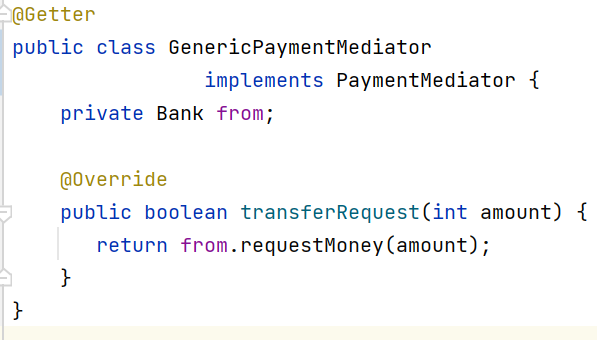 @Getter
public class GenericPaymentMediator
implements PaymentMediator {
private Bank from;
@Override
public boolean transferRequest(int amount) {
return from.requestMoney(amount);
}
}